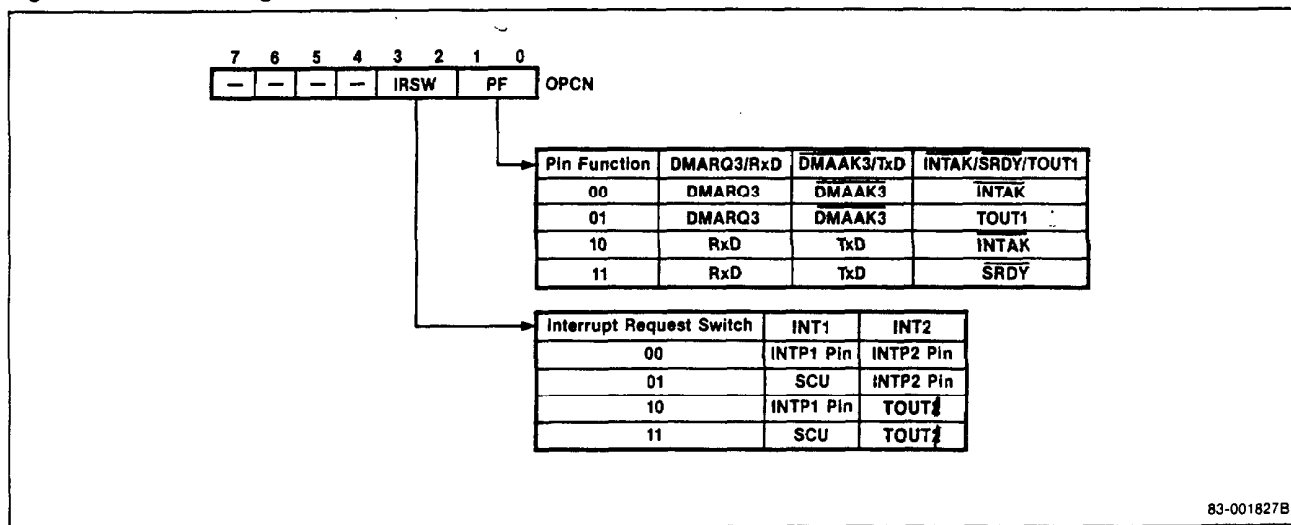 7 6 5 4 3 2 1 0
— — — — IRSW PF OPCN
Pin Function DMARQ3/RxD DMAAK3/TxD INTAK/SRDY/TOUT1
00 DMARQ3 DMAAK3 INTAK
01 DMARQ3 DMAAK3 TOUT1
10 RxD TxD INTAK
11 RxD TxD SRDY
Interrupt Request Switch INT1 INT2
00 INTP1 Pin INTP2 Pin
01 SCU INTP2 Pin
10 INTP1 Pin
11 SCU
83-001827B